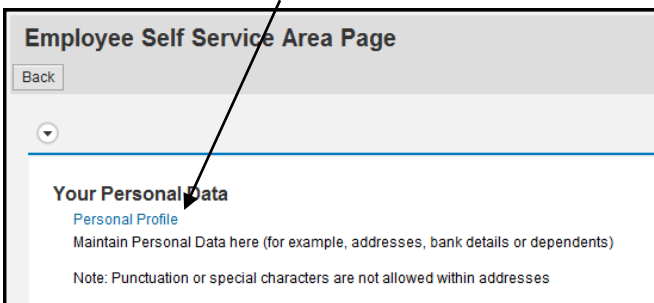 Employee Self Service Area Page
Back
Your Personal Data
Personal Profile
Maintain Personal Data here (for example, addresses, bank details or dependents)
Note: Punctuation or special characters are not allowed within addresses